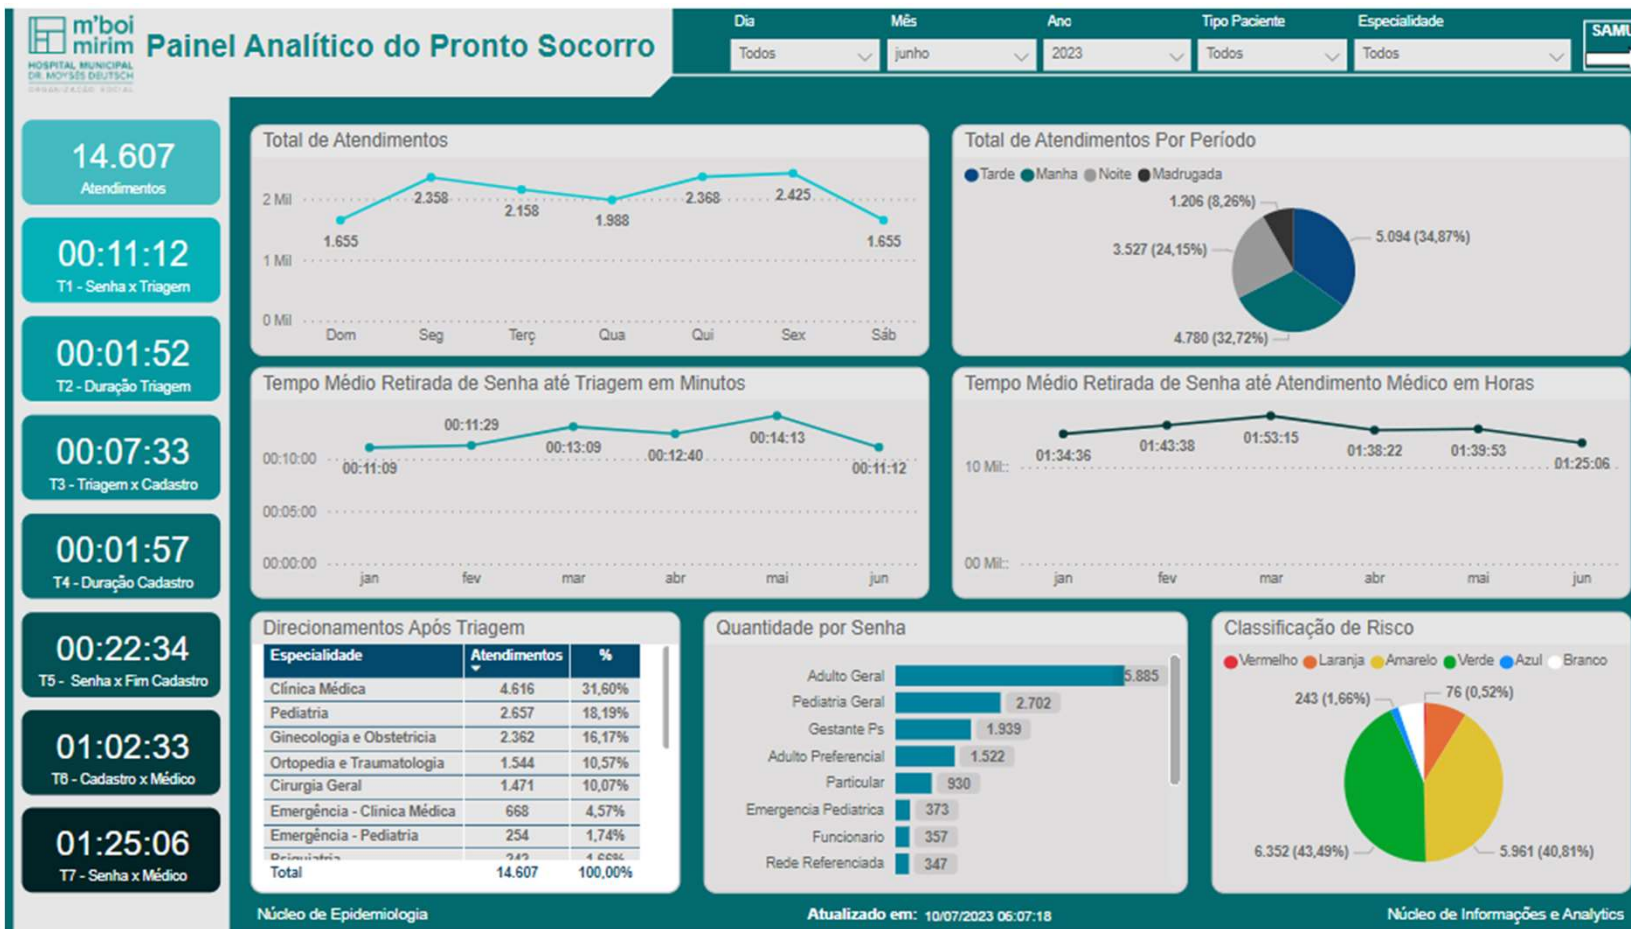 m'boi
mirim
HOSPITAL MUNICIPAL
DR. MOYSÉS DEUTSCH
ORGANIZAÇÃO SOCIAL
Painel Analítico do Pronto Socorro
Dia
Todos
Mês
junho
Ano
2023
Tipo Paciente
Todos
Especialidade
Todos
SAMU
14.607
Atendimentos
00:11:12
T1 - Senha x Triagem
00:01:52
T2 - Duração Triagem
00:07:33
T3 - Triagem x Cadastro
00:01:57
T4 - Duração Cadastro
00:22:34
T5 - Senha x Fim Cadastro
01:02:33
T6 - Cadastro x Médico
01:25:06
T7 - Senha x Médico
Total de Atendimentos
2 Mil
1 Mil
0 Mil
1.655
2.358
2.158
1.988
2.368
2.425
1.655
Dom Seg Terç Qua Qui Sex Sáb
Total de Atendimentos Por Período
Tarde Manha Noite Madrugada
1.206 (8,26%)
5.094 (34,87%)
3.527 (24,15%)
4.780 (32,72%)
Tempo Médio Retirada de Senha até Triagem em Minutos
00:10:00
00:05:00
00:00:00
00:11:09
00:11:29
00:13:09
00:12:40
00:14:13
00:11:12
jan fev mar abr mai jun
Tempo Médio Retirada de Senha até Atendimento Médico em Horas
10 Mil::
00 Mil::
01:34:36
01:43:38
01:53:15
01:38:22
01:39:53
01:25:06
jan fev mar abr mai jun
Direcionamentos Após Triagem
Especialidade Atendimentos %
Clínica Médica 4.616 31,60%
Pediatria 2.657 18,19%
Ginecologia e Obstetricia 2.362 16,17%
Ortopedia e Traumatologia 1.544 10,57%
Cirurgia Geral 1.471 10,07%
Emergência - Clinica Médica 668 4,57%
Emergência - Pediatria 254 1,74%
Psiquiatria 242 1,66%
Total 14.607 100,00%
Quantidade por Senha
Adulto Geral 5.885
Pediatria Geral 2.702
Gestante Ps 1.939
Adulto Preferencial 1.522
Particular 930
Emergencia Pediatrica 373
Funcionario 357
Rede Referenciada 347
Classificação de Risco
Vermelho Laranja Amarelo Verde Azul Branco
243 (1,66%)
76 (0,52%)
6.352 (43,49%)
5.961 (40,81%)
Núcleo de Epidemiologia
Atualizado em: 10/07/2023 06:07:18
Núcleo de Informações e Analytics